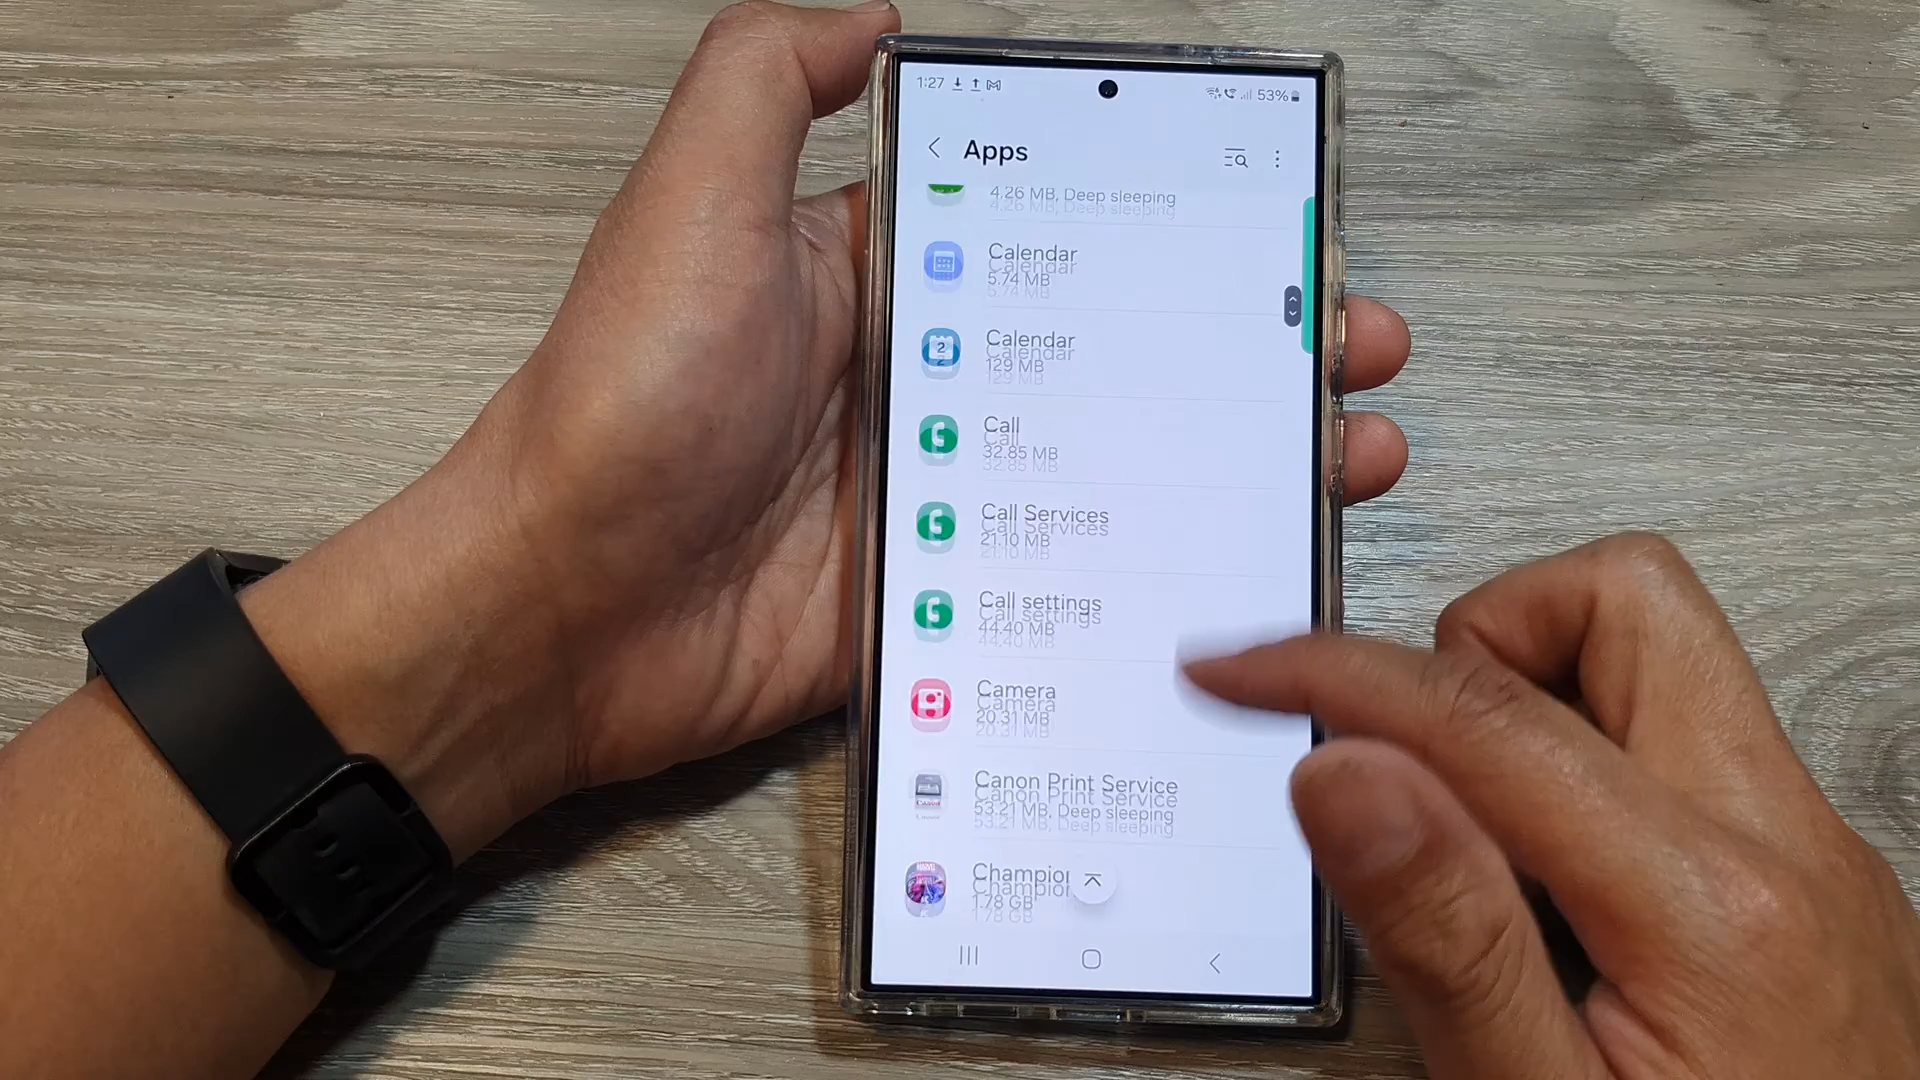 1:27
53%
Apps
4.26 MB, Deep sleeping
Calendar
5.74 MB
2
Calendar
129 MB
Call
32.85 MB
Call Services
21.10 MB
Call settings
44.40 MB
Camera
20.31 MB
Canon Print Service
53.21 MB, Deep sleeping
Champion
1.78 GB